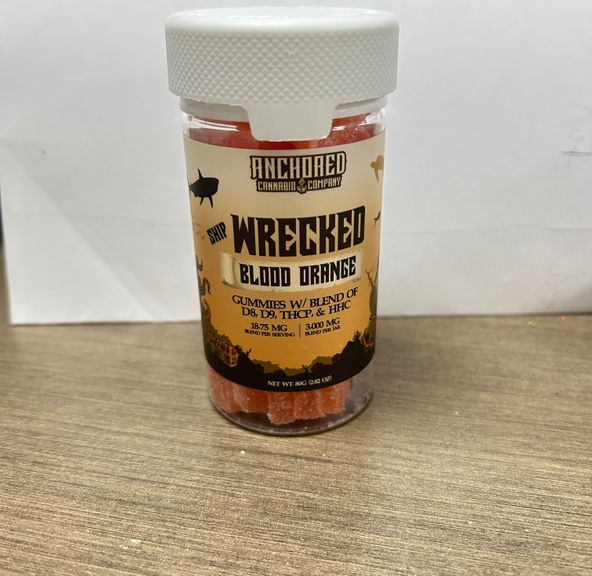 ANCHORED
CANNABIS COMPANY
SHIP WRECKED
BLOOD ORANGE
GUMMIES W/ BLEND OF
D8, D9, THCP, & HHC
18.75 MG 3,000 MG
BLEND PER SERVING BLEND PER JAR
NET WT- 80G (2.82 OZ)